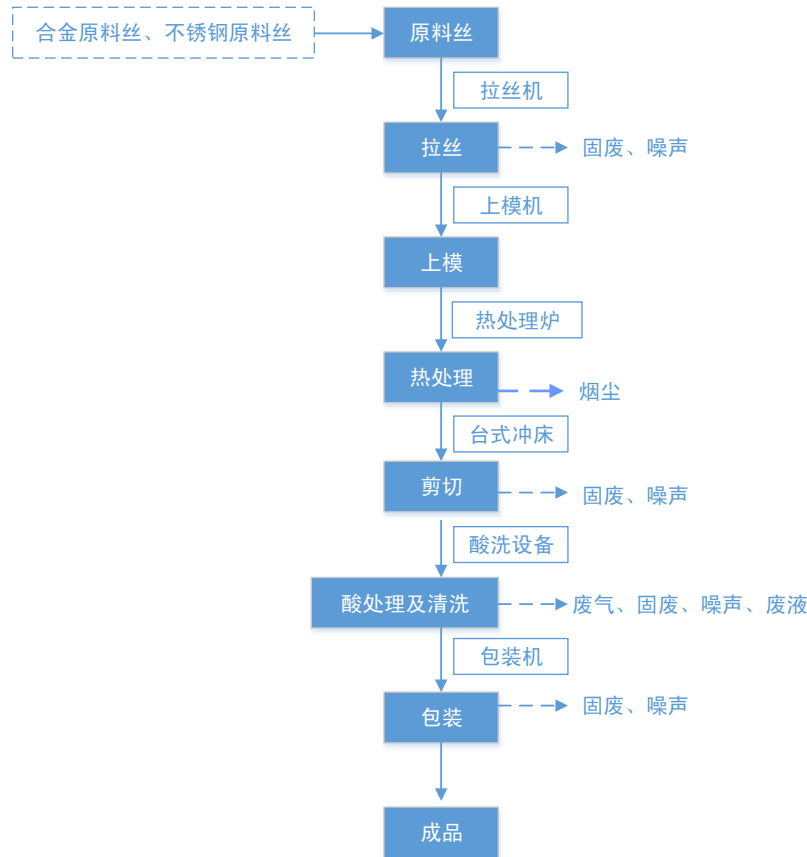 合金原料丝、不锈钢原料丝
原料丝
拉丝机
拉丝
固废、噪声
上模机
上模
热处理炉
热处理
烟尘
台式冲床
剪切
固废、噪声
酸洗设备
酸处理及清洗
废气、固废、噪声、废液
包装机
包装
固废、噪声
成品